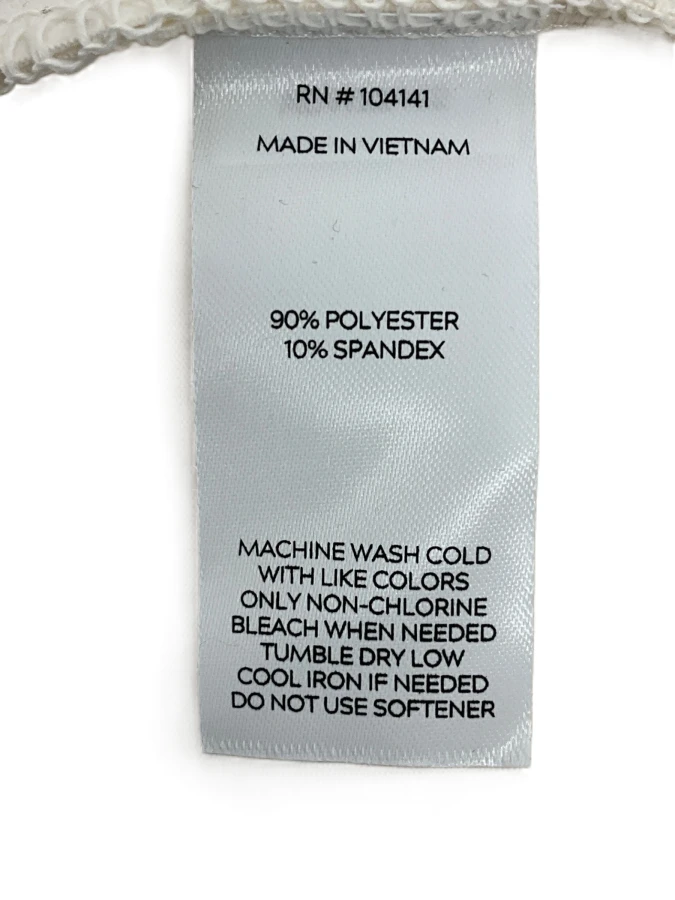 RN # 104141
MADE IN VIETNAM
90% POLYESTER
10% SPANDEX
MACHINE WASH COLD
WITH LIKE COLORS
ONLY NON-CHLORINE
BLEACH WHEN NEEDED
TUMBLE DRY LOW
COOL IRON IF NEEDED
DO NOT USE SOFTENER